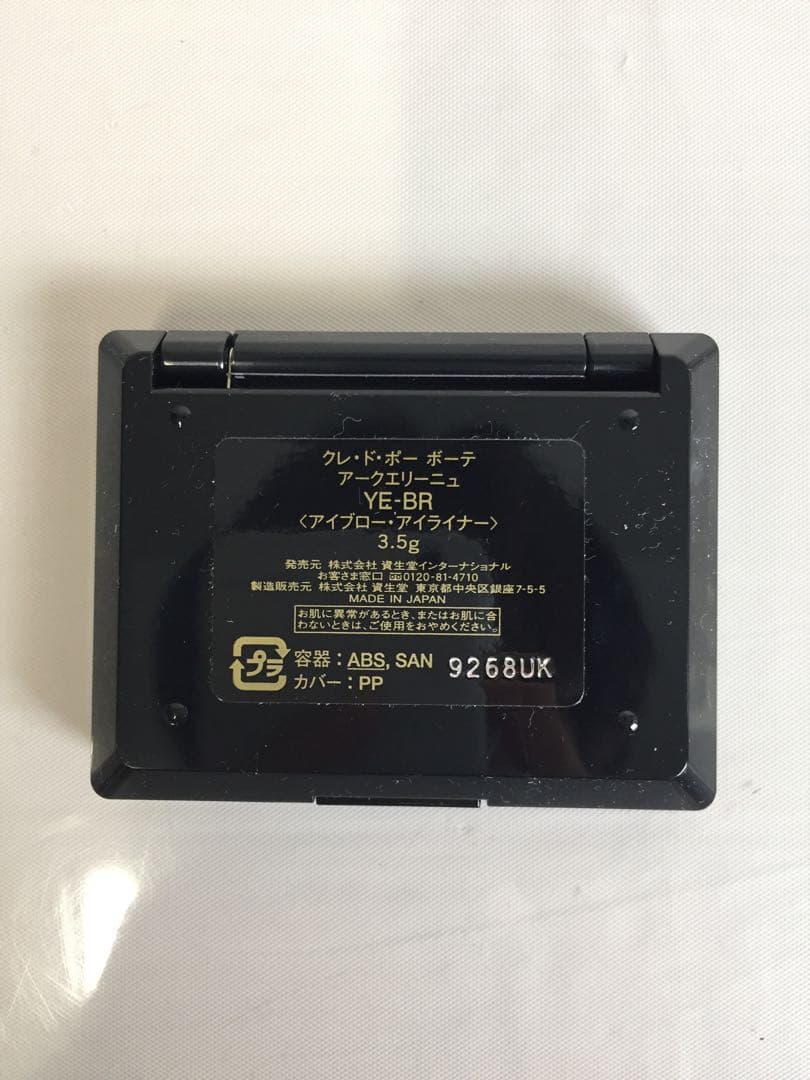 クレ・ド・ポー ボーテ
アークエリーニュ
YE-BR
〈アイブロー・アイライナー〉
3.5g
発売元 株式会社 資生堂インターナショナル
お客さま窓口 0120-81-4710
製造販売元 株式会社 資生堂 東京都中央区銀座7-5-5
MADE IN JAPAN
お肌に異常があるとき、またはお肌に合
わないときは、ご使用をおやめください。
プラ 容器：ABS, SAN 9268UK
カバー：PP